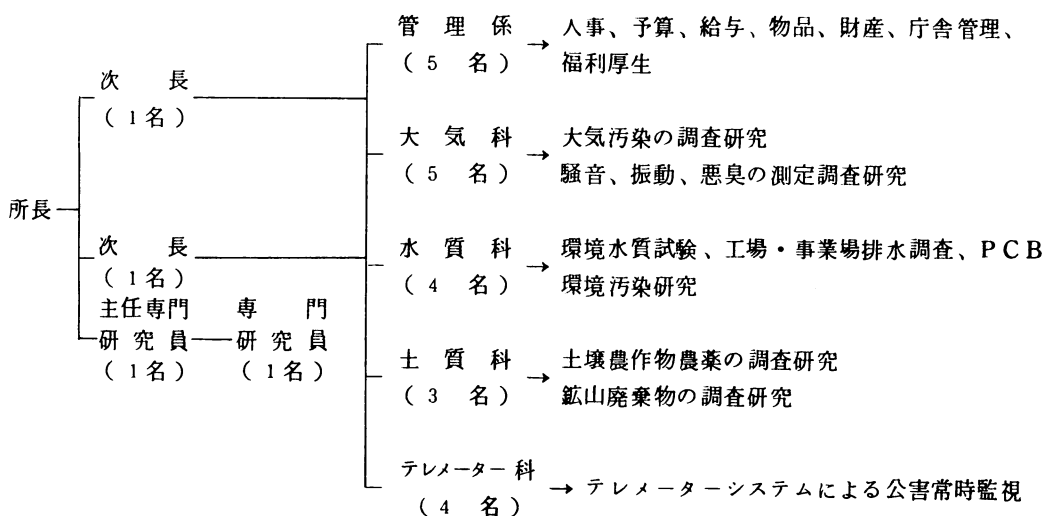 所長
次長
(1名)
次長
(1名)
主任専門
研究員
(1名)
専門
研究員
(1名)
管理係
(5名)
→ 人事、予算、給与、物品、財産、庁舎管理、
福利厚生
大気科
(5名)
→ 大気汚染の調査研究
騒音、振動、悪臭の測定調査研究
水質科
(4名)
→ 環境水質試験、工場・事業場排水調査、PCB
環境汚染研究
土質科
(3名)
→ 土壌農作物農薬の調査研究
鉱山廃棄物の調査研究
テレメーター科
(4名)
→ テレメーターシステムによる公害常時監視